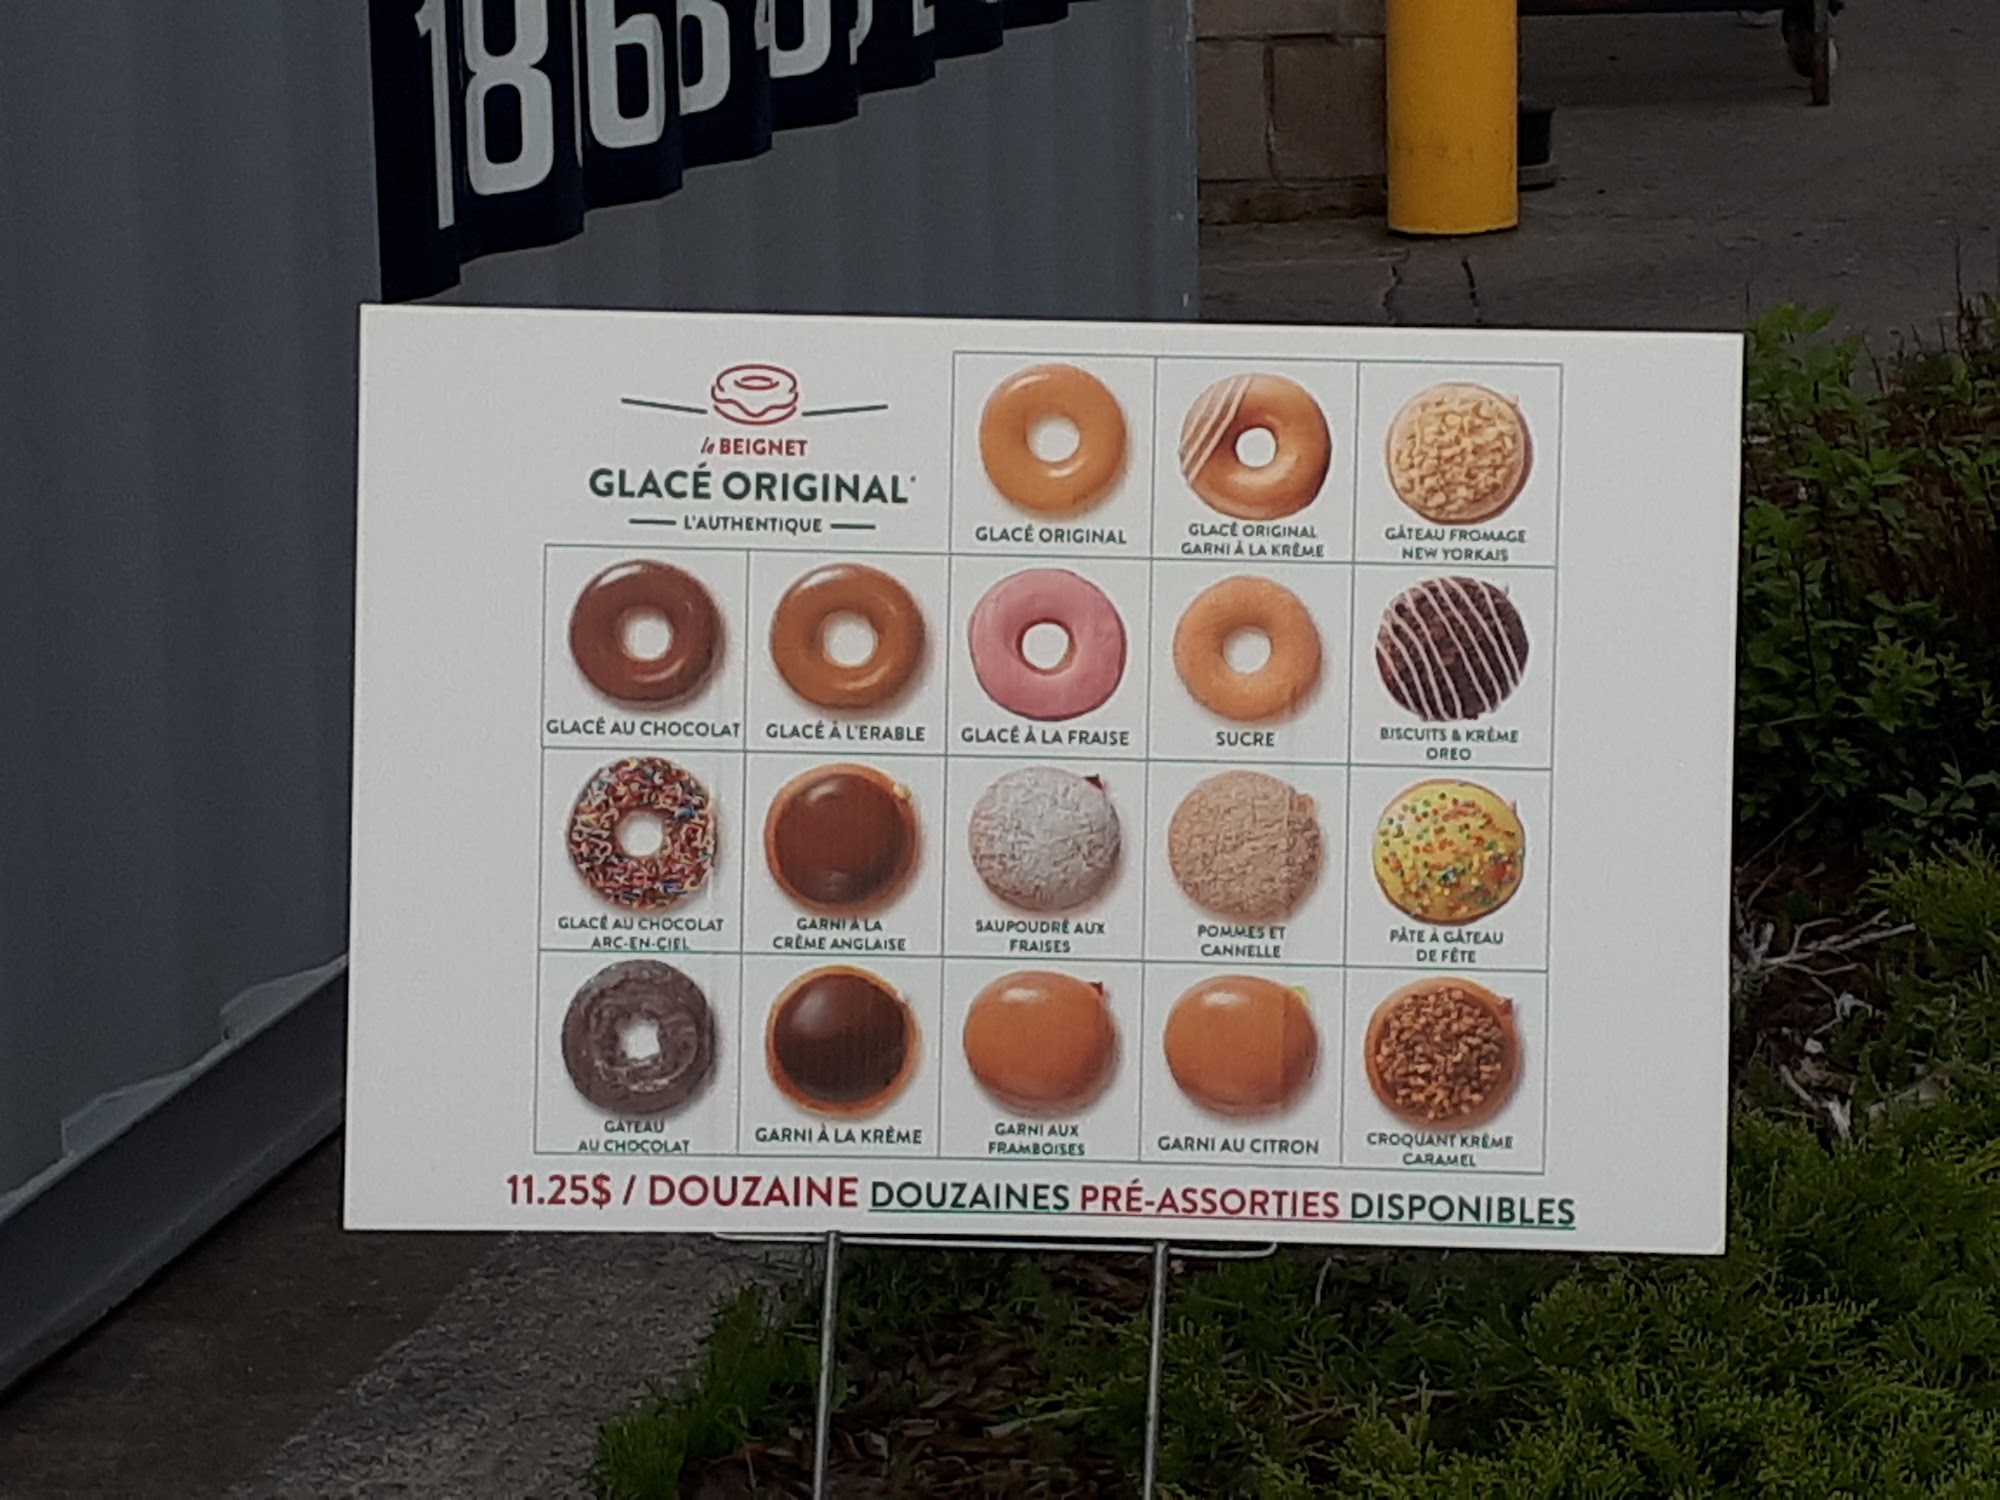 le BEIGNET
GLACÉ ORIGINAL
L'AUTHENTIQUE
GLACÉ ORIGINAL
GLACÉ ORIGINAL
GARNI À LA KRÈME
GÂTEAU FROMAGE
NEW YORKAIS
GLACÉ AU CHOCOLAT
GLACÉ À L'ERABLE
GLACÉ À LA FRAISE
SUCRE
BISCUITS & KRÈME
OREO
GLACÉ AU CHOCOLAT
ARC-EN-CIEL
GARNI À LA
CRÈME ANGLAISE
SAUPOUDRÉ AUX
FRAISES
POMMES ET
CANNELLE
PÂTE À GÂTEAU
DE FÊTE
GÂTEAU
AU CHOCOLAT
GARNI À LA KRÈME
GARNI AUX
FRAMBOISES
GARNI AU CITRON
CROQUANT KRÈME
CARAMEL
11.25$ / DOUZAINE DOUZAINES PRÉ-ASSORTIES DISPONIBLES